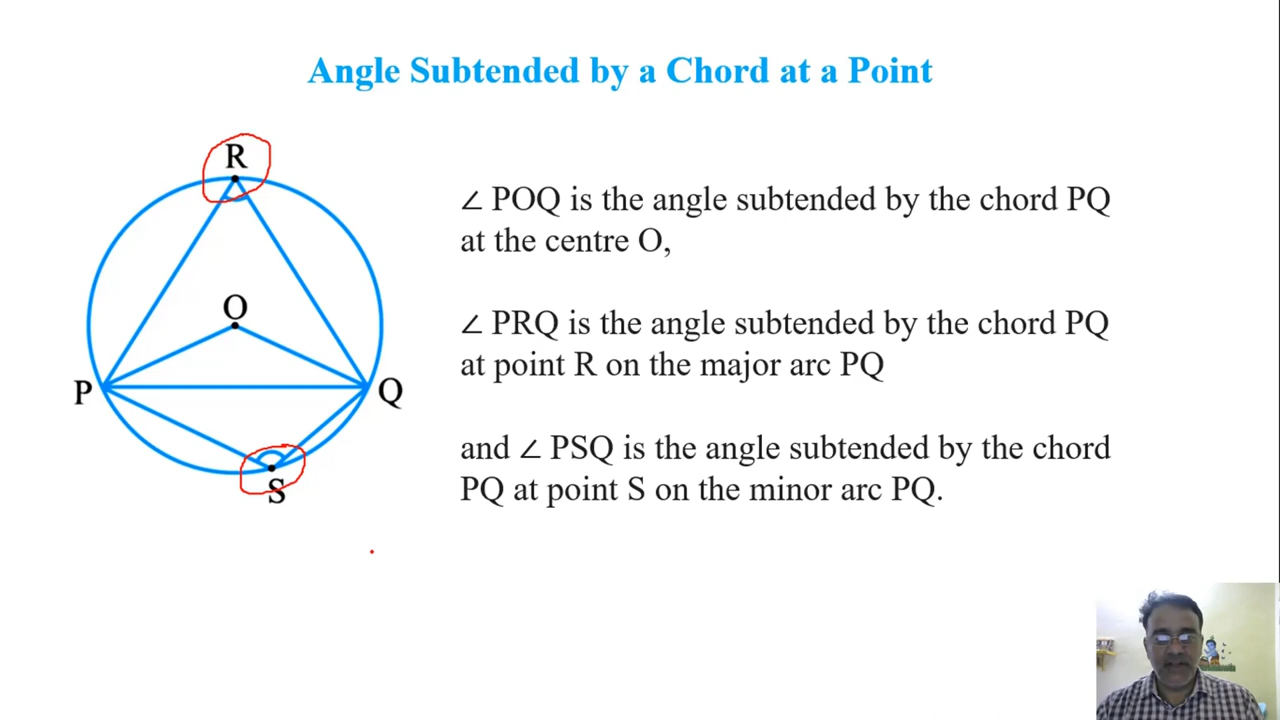 Angle Subtended by a Chord at a Point
R
O
P
Q
S
∠ POQ is the angle subtended by the chord PQ
at the centre O,
∠ PRQ is the angle subtended by the chord PQ
at point R on the major arc PQ
and ∠ PSQ is the angle subtended by the chord
PQ at point S on the minor arc PQ.